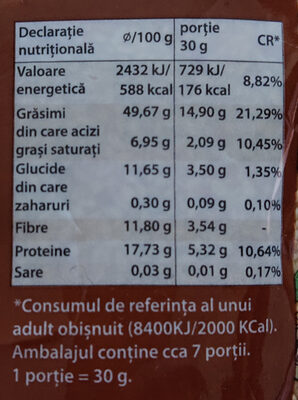 Declarație nutrițională ø/100 g porție 30 g CR*
Valoare 2432 kJ/ 729 kJ/
energetică 588 kcal 176 kcal 8,82%
Grăsimi 49,67 g 14,90 g 21,29%
din care acizi
grași saturați 6,95 g 2,09 g 10,45%
Glucide 11,65 g 3,50 g 1,35%
din care
zaharuri 0,30 g 0,09 g 0,10%
Fibre 11,80 g 3,54 g -
Proteine 17,73 g 5,32 g 10,64%
Sare 0,03 g 0,01 g 0,17%
*Consumul de referința al unui
adult obișnuit (8400KJ/2000 KCal).
Ambalajul conține cca 7 porții.
1 porție = 30 g.